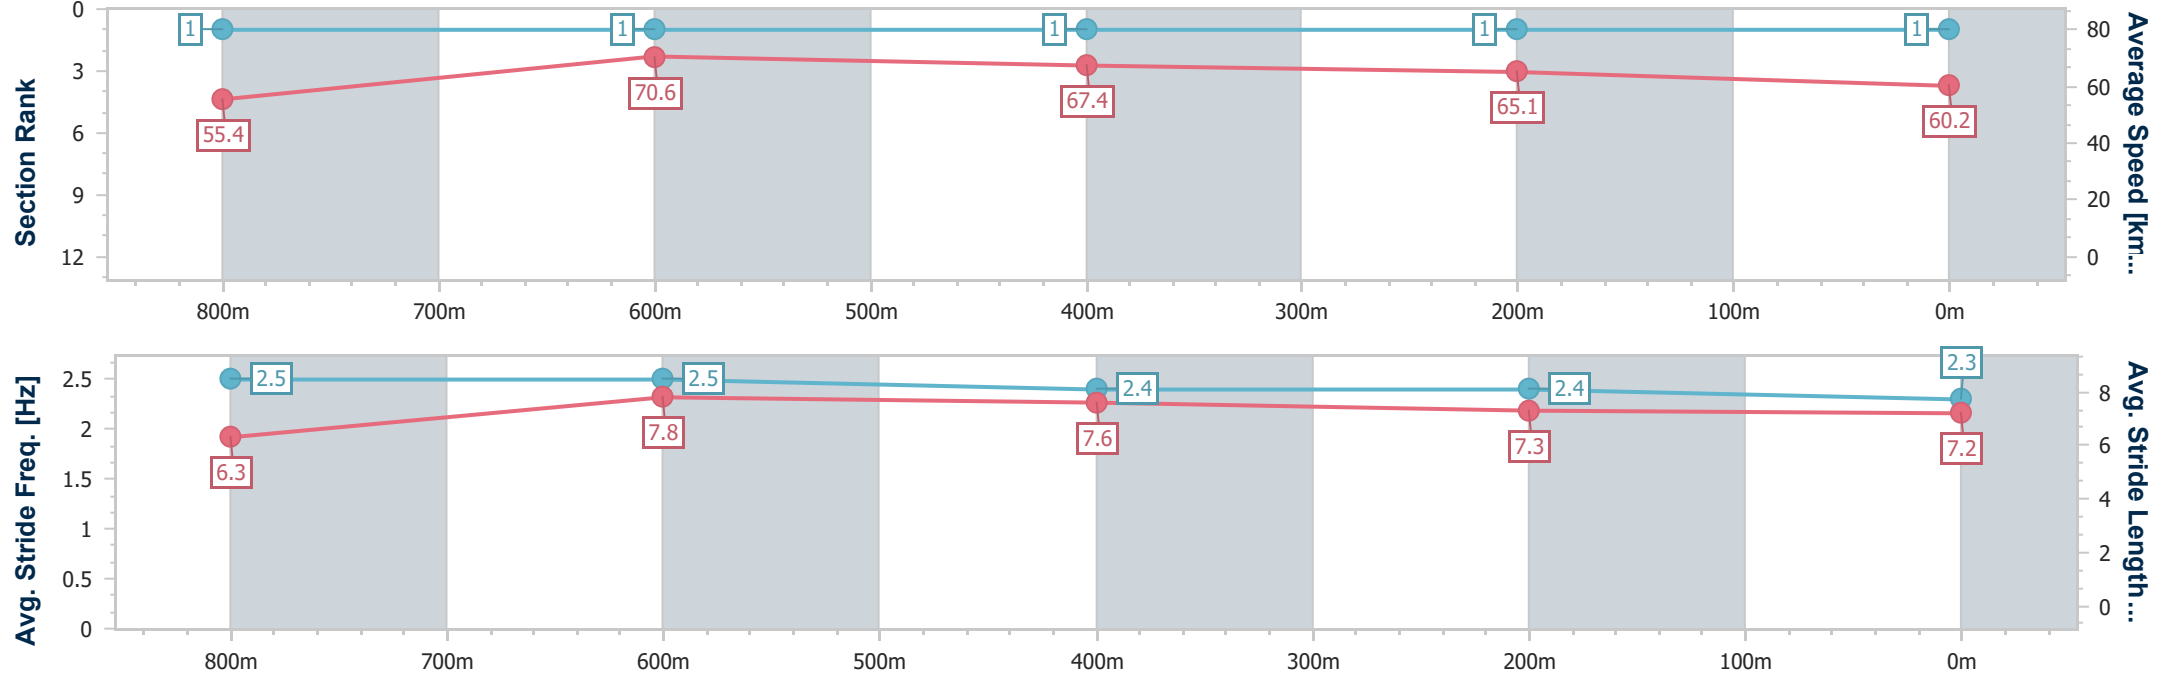 Section Rank
0
3
6
9
12
1
1
1
1
1
55.4
70.6
67.4
65.1
60.2
80
60
40
20
0
Average Speed [km...
800m
700m
600m
500m
400m
300m
200m
100m
0m
Avg. Stride Freq. [Hz]
2.5
2
1.5
1
0.5
0
2.5
2.5
2.4
2.4
2.3
6.3
7.8
7.6
7.3
7.2
8
6
4
2
0
Avg. Stride Length...
800m
700m
600m
500m
400m
300m
200m
100m
0m